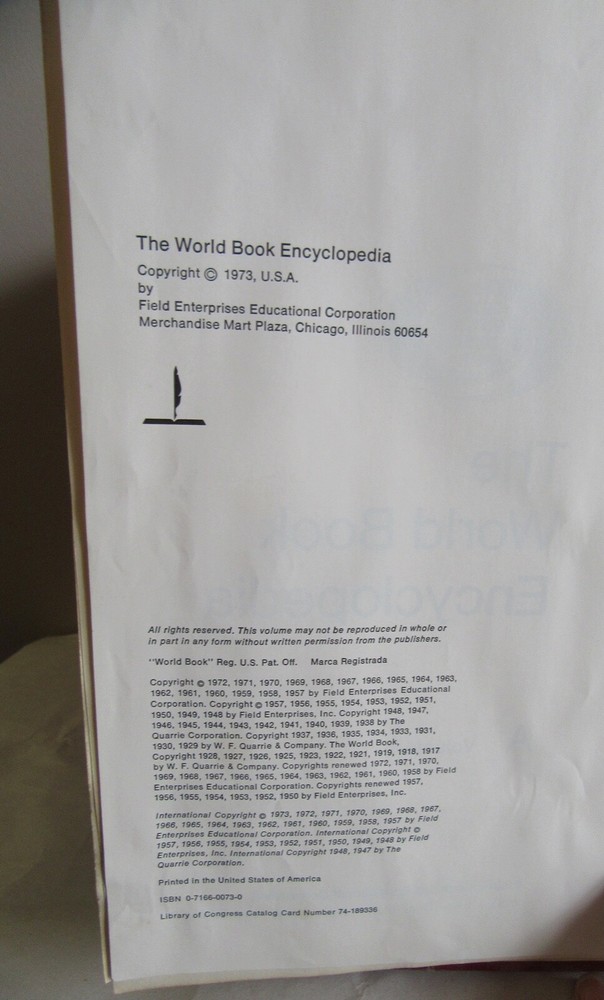 The World Book Encyclopedia
Copyright © 1973, U.S.A.
by
Field Enterprises Educational Corporation
Merchandise Mart Plaza, Chicago, Illinois 60654
The
World Book
Encyclopedia
All rights reserved. This volume may not be reproduced in whole or
in part in any form without written permission from the publishers.
"World Book" Reg. U.S. Pat. Off. Marca Registrada
Copyright © 1972, 1971, 1970, 1969, 1968, 1967, 1966, 1965, 1964, 1963,
1962, 1961, 1960, 1959, 1958, 1957 by Field Enterprises Educational
Corporation. Copyright © 1957, 1956, 1955, 1954, 1953, 1952, 1951,
1950, 1949, 1948 by Field Enterprises, Inc. Copyright 1948, 1947,
1946, 1945, 1944, 1943, 1942, 1941, 1940, 1939, 1938 by The
Quarrie Corporation. Copyright 1937, 1936, 1935, 1934, 1933, 1931,
1930, 1929 by W. F. Quarrie & Company. The World Book,
Copyright 1928, 1927, 1926, 1925, 1923, 1922, 1921, 1919, 1918, 1917
by W. F. Quarrie & Company. Copyrights renewed 1972, 1971, 1970,
1969, 1968, 1967, 1966, 1965, 1964, 1963, 1962, 1961, 1960, 1958 by Field
Enterprises Educational Corporation. Copyrights renewed 1957,
1956, 1955, 1954, 1953, 1952, 1950 by Field Enterprises, Inc.
International Copyright © 1973, 1972, 1971, 1970, 1969, 1968, 1967,
1966, 1965, 1964, 1963, 1962, 1961, 1960, 1959, 1958, 1957 by Field
Enterprises Educational Corporation. International Copyright ©
1957, 1956, 1955, 1954, 1953, 1952, 1951, 1950, 1949, 1948 by Field
Enterprises, Inc. International Copyright 1948, 1947 by The
Quarrie Corporation.
Printed in the United States of America
ISBN 0-7166-0073-0
Library of Congress Catalog Card Number 74-189336